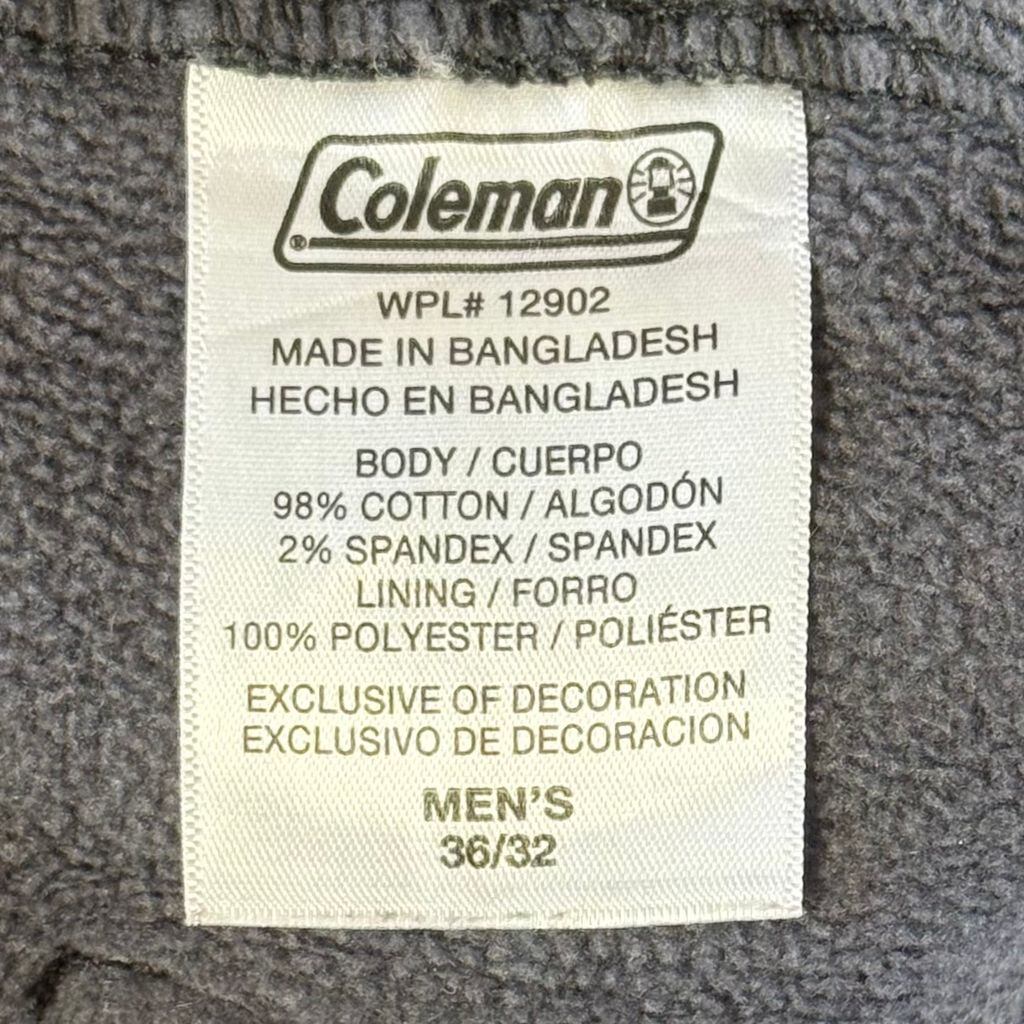 Coleman
®
WPL# 12902
MADE IN BANGLADESH
HECHO EN BANGLADESH
BODY / CUERPO
98% COTTON / ALGODÓN
2% SPANDEX / SPANDEX
LINING / FORRO
100% POLYESTER / POLIÉSTER
EXCLUSIVE OF DECORATION
EXCLUSIVO DE DECORACION
MEN'S
36/32